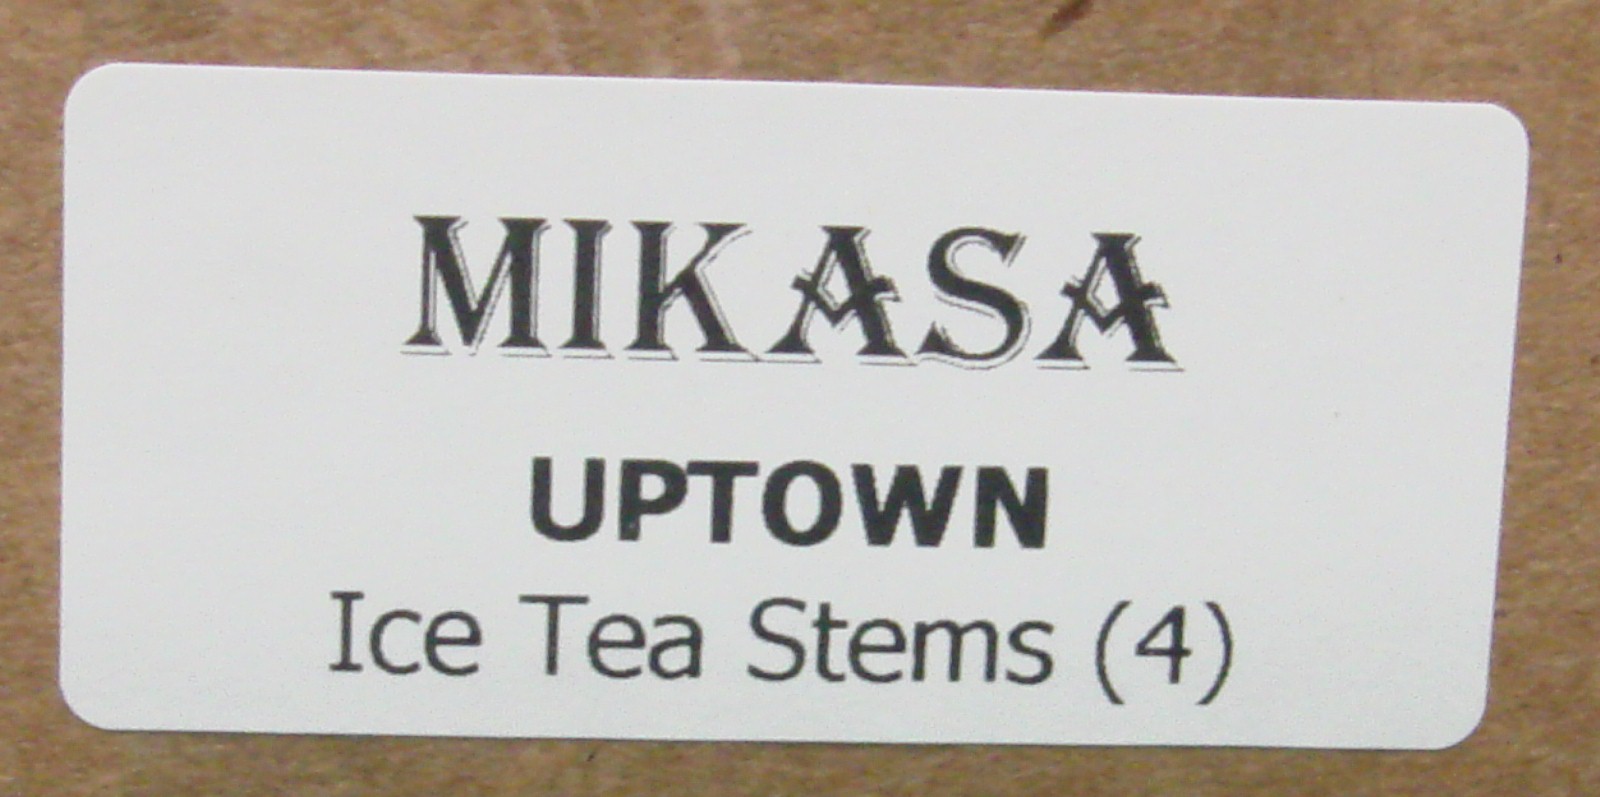 MIKASA
UPTOWN
Ice Tea Stems (4)